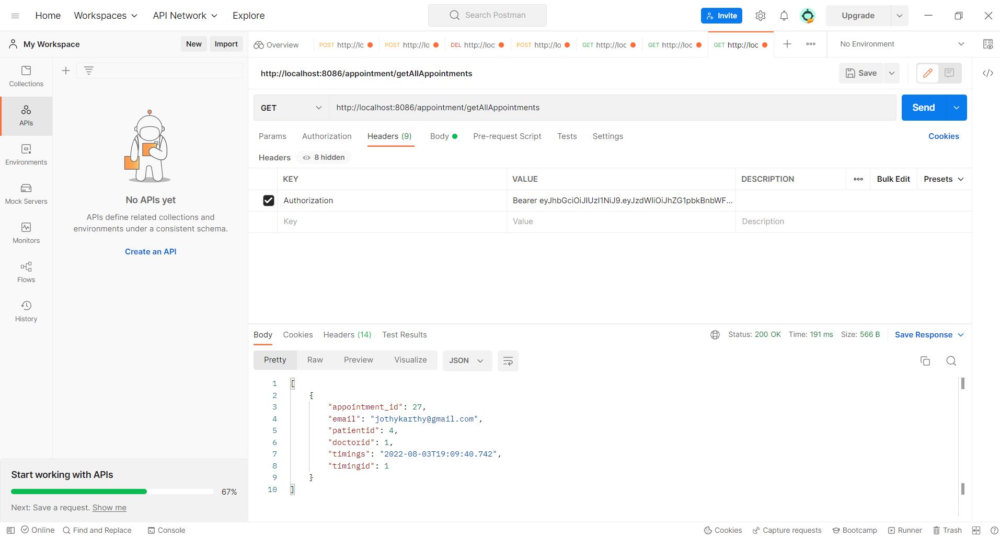 Home Workspaces API Network Explore Search Postman Invite Upgrade
My Workspace New Import Overview POST http://lc POST http://lo DEL http://loc POST http://lo GET http://loc GET http://loc GET http://loc No Environment
Collections
APIs
Environments
Mock Servers
Monitors
Flows
History
No APIs yet
APIs define related collections and
environments under a consistent schema.
Create an API
Start working with APIs
67%
Next: Save a request. Show me
http://localhost:8086/appointment/getAllAppointments Save
GET http://localhost:8086/appointment/getAllAppointments Send
Params Authorization Headers (9) Body Pre-request Script Tests Settings Cookies
Headers 8 hidden
KEY VALUE DESCRIPTION Bulk Edit Presets
Authorization Bearer eyJhbGciOiJIUzI1NiJ9.eyJzdWIiOiJhZG1pbkBnbWF...
Key Value Description
Body Cookies Headers (14) Test Results Status: 200 OK Time: 191 ms Size: 566 B Save Response
Pretty Raw Preview Visualize JSON
1 [
2 {
3 "appointment_id": 27,
4 "email": "jothykarthy@gmail.com",
5 "patientid": 4,
6 "doctorid": 1,
7 "timings": "2022-08-03T19:09:40.742",
8 "timingid": 1
9 }
10 ]
Online Find and Replace Console Cookies Capture requests Bootcamp Runner Trash